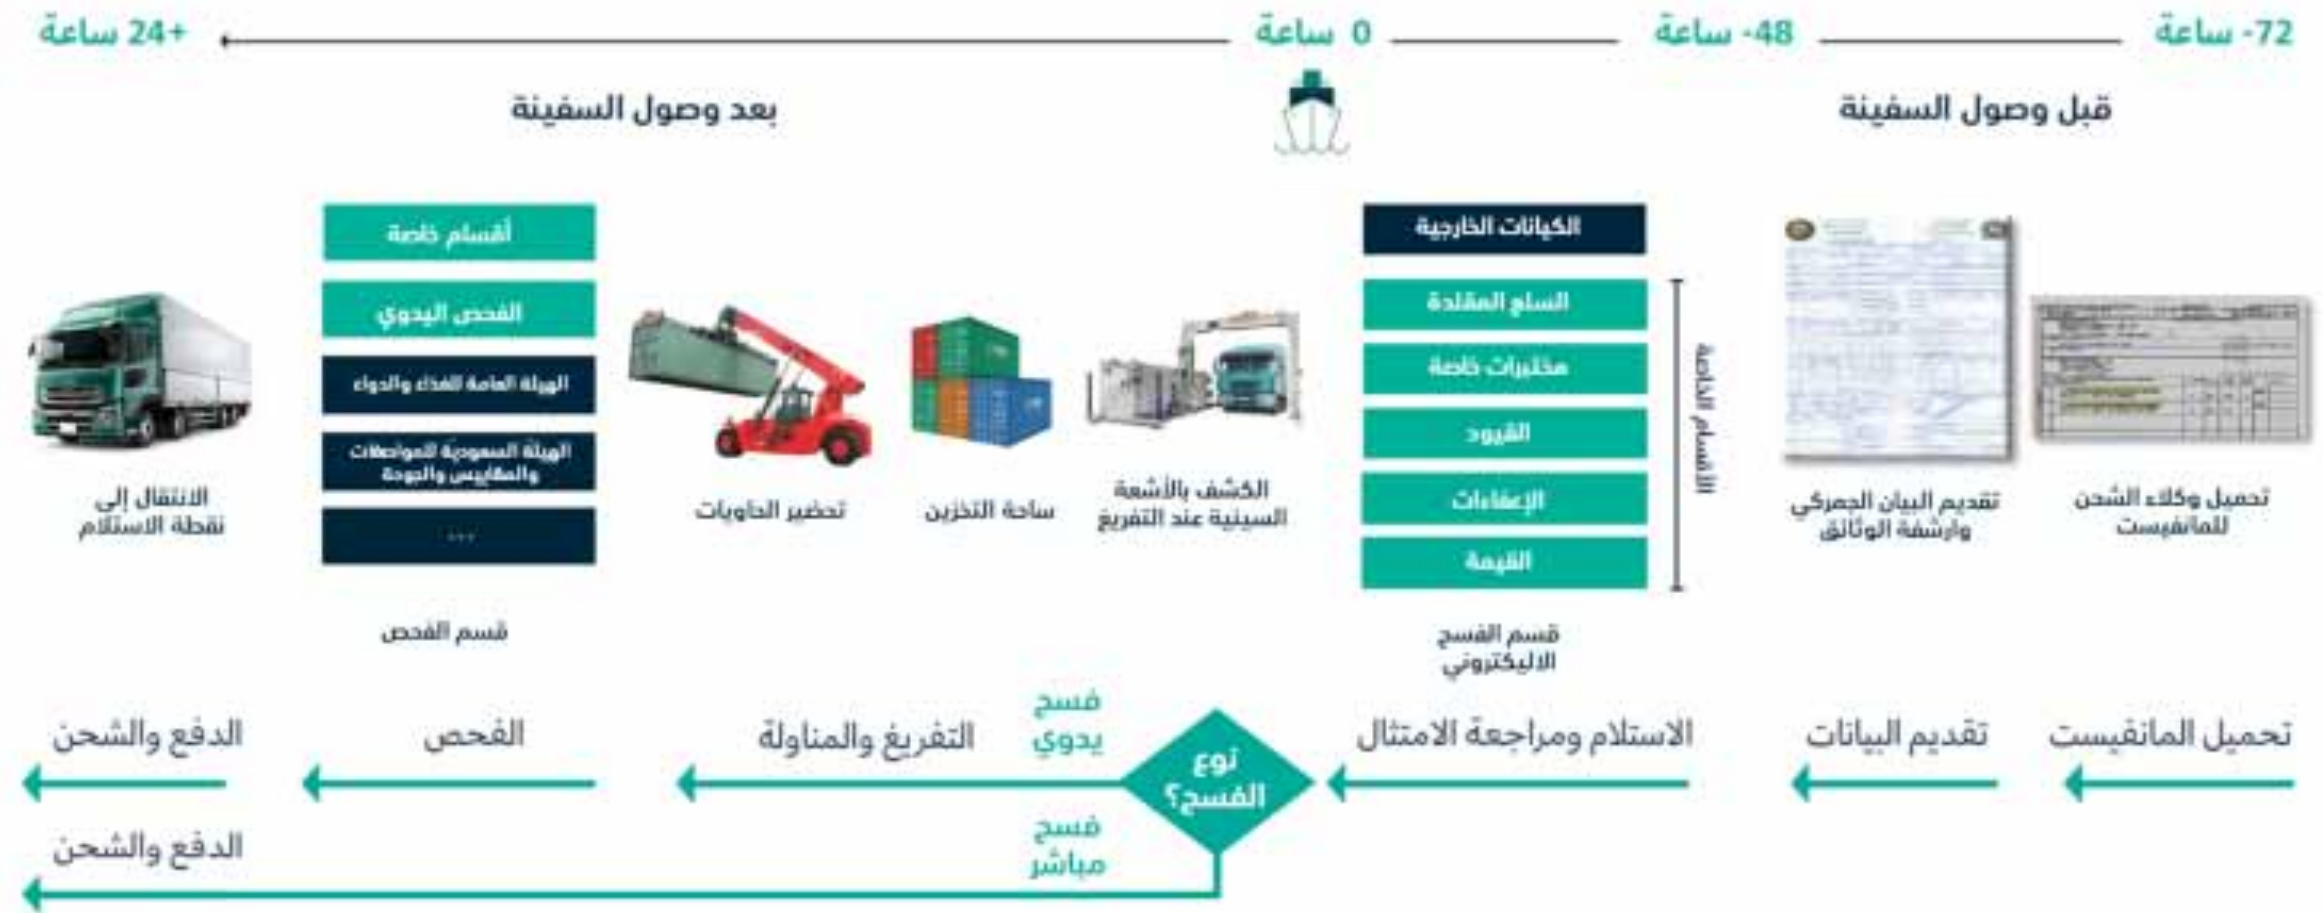 -72 ساعة
-48 ساعة
0 ساعة
+24 ساعة
قبل وصول السفينة
بعد وصول السفينة
تحميل وكلاء الشحن
للمانفيست
تقديم البيان الجمركي
وارشفة الوثائق
الكيانات الخارجية
السلع المقلدة
مختبرات خاصة
القيود
الإعفاءات
القيمة
الأقسام الخاصة
قسم الفسح
الاليكتروني
الكشف بالأشعة
السينية عند التفريغ
ساحة التخزين
تحضير الحاويات
أقسام خاصة
الفحص اليدوي
الهيئة العامة للغذاء والدواء
الهيئة السعودية للمواصفات
والمقاييس والجودة
...
قسم الفحص
الانتقال إلى
نقطة الاستلام
تحميل المانفيست
تقديم البيانات
الاستلام ومراجعة الامتثال
نوع
الفسح؟
فسح
يدوي
التفريغ والمناولة
الفحص
الدفع والشحن
فسح
مباشر
الدفع والشحن